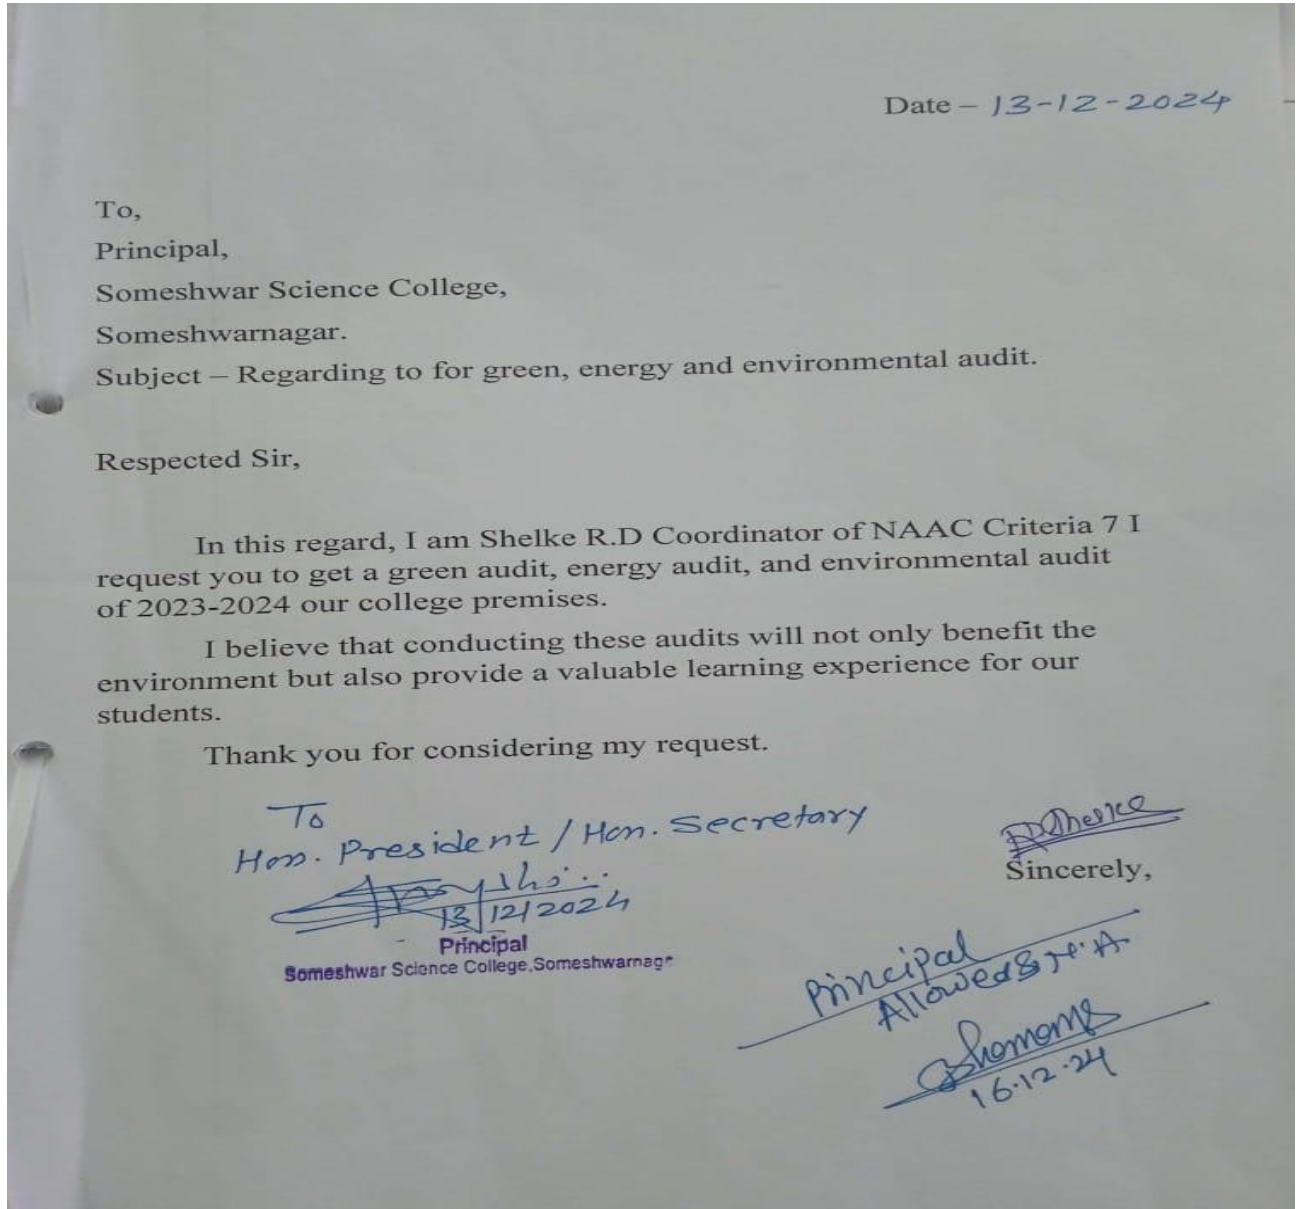 Date – 13-12-2024
To,
Principal,
Someshwar Science College,
Someshwarnagar.
Subject – Regarding to for green, energy and environmental audit.
Respected Sir,
In this regard, I am Shelke R.D Coordinator of NAAC Criteria 7 I
request you to get a green audit, energy audit, and environmental audit
of 2023-2024 our college premises.
I believe that conducting these audits will not only benefit the
environment but also provide a valuable learning experience for our
students.
Thank you for considering my request.
To
Hon. President / Hon. Secretary
13/12/2024
Principal
Someshwar Science College, Someshwarnagar
RDShelke
Sincerely,
Principal
Allowed &
16.12.24